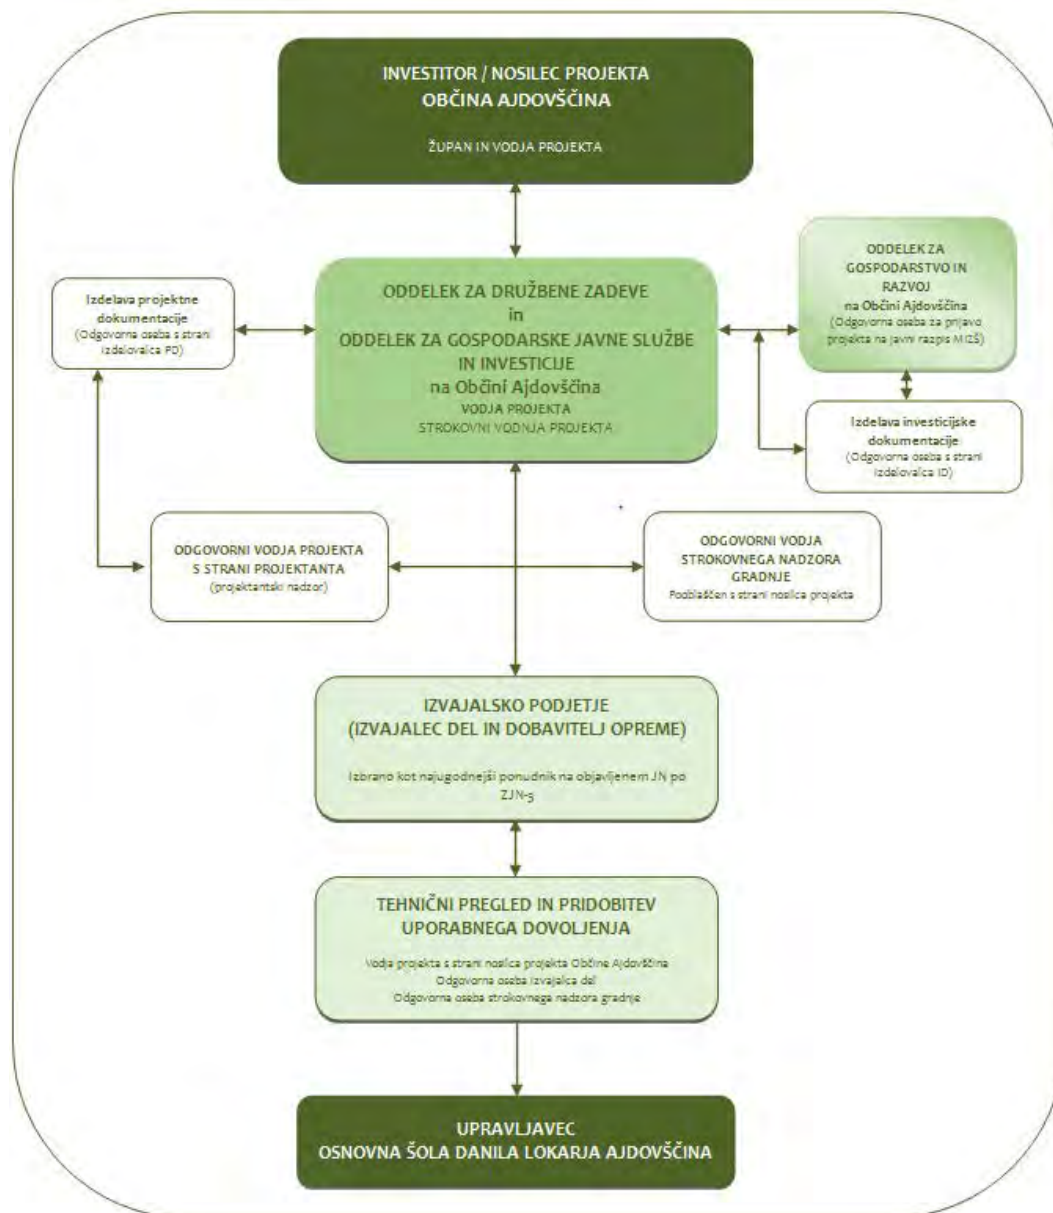 INVESTITOR / NOSILEC PROJEKTA
OBČINA AJDOVŠČINA
ŽUPAN IN VODJA PROJEKTA
ODDELEK ZA
GOSPODARSTVO IN
RAZVOJ
na Občini Ajdovščina
(Odgovorna oseba za prijavo
projekta na javni razpis MIZŠ)
Izdelava projektne
dokumentacije
(Odgovorna oseba s strani
izdelovalca PD)
ODDELEK ZA DRUŽBENE ZADEVE
in
ODDELEK ZA GOSPODARSKE JAVNE SLUŽBE
IN INVESTICIJE
na Občini Ajdovščina
VODJA PROJEKTA
STROKOVNI VODNJA PROJEKTA
Izdelava investicijske
dokumentacije
(Odgovorna oseba s strani
izdelovalca ID)
ODGOVORNI VODJA PROJEKTA
S STRANI PROJEKTANTA
(projektantski nadzor)
ODGOVORNI VODJA
STROKOVNEGA NADZORA
GRADNJE
Pooblaščen s strani nosilca projekta
IZVAJALSKO PODJETJE
(IZVAJALEC DEL IN DOBAVITELJ OPREME)
Izbrano kot najugodnejši ponudnik na objavljenem JN po
ZJN-3
TEHNIČNI PREGLED IN PRIDOBITEV
UPORABNEGA DOVOLJENJA
Vodja projekta s strani nosilca projekta Občine Ajdovščina
Odgovorna oseba izvajalca del
Odgovorna oseba strokovnega nadzora gradnje
UPRAVLJAVEC
OSNOVNA ŠOLA DANILA LOKARJA AJDOVŠČINA